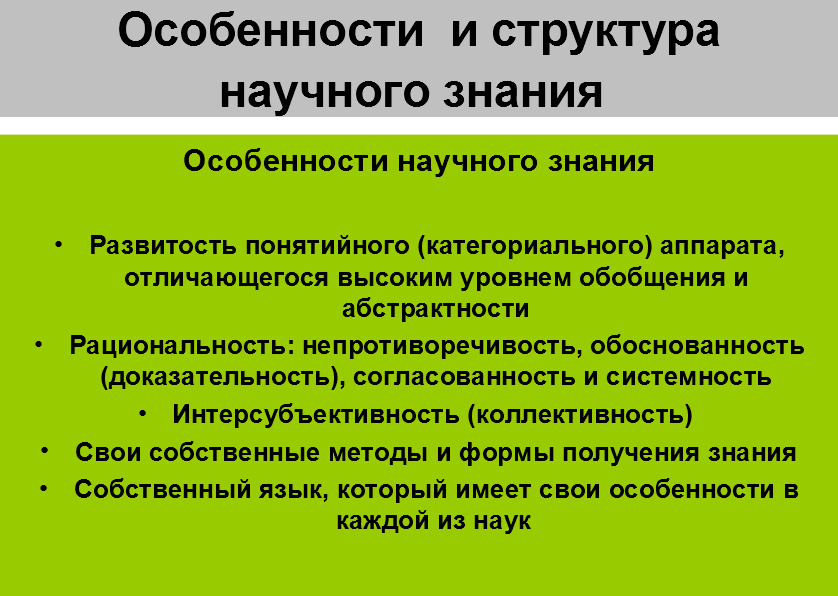 Особенности и структура
научного знания
Особенности научного знания
• Развитость понятийного (категориального) аппарата,
отличающегося высоким уровнем обобщения и
абстрактности
• Рациональность: непротиворечивость, обоснованность
(доказательность), согласованность и системность
• Интерсубъективность (коллективность)
• Свои собственные методы и формы получения знания
• Собственный язык, который имеет свои особенности в
каждой из наук